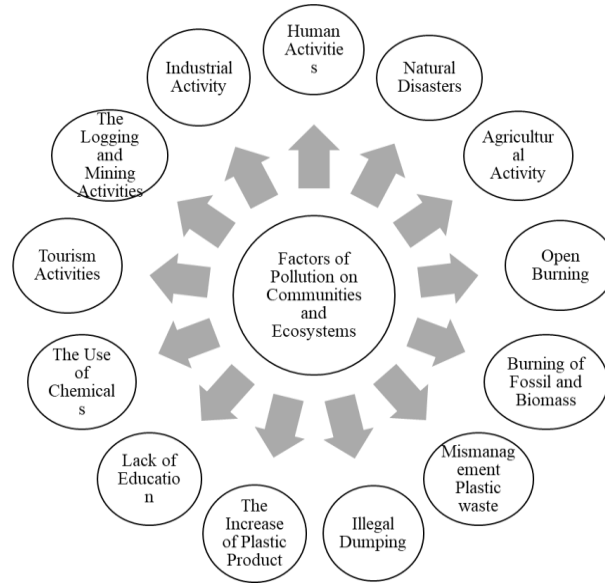 Human
Activitie
s
Natural
Disasters
Agricultur
al
Activity
Open
Burning
Burning of
Fossil and
Biomass
Mismanag
ement
Plastic
waste
Illegal
Dumping
The
Increase
of Plastic
Product
Lack of
Educatio
n
The Use
of
Chemical
s
Tourism
Activities
The
Logging
and
Mining
Activities
Industrial
Activity
Factors of
Pollution on
Communities
and
Ecosystems